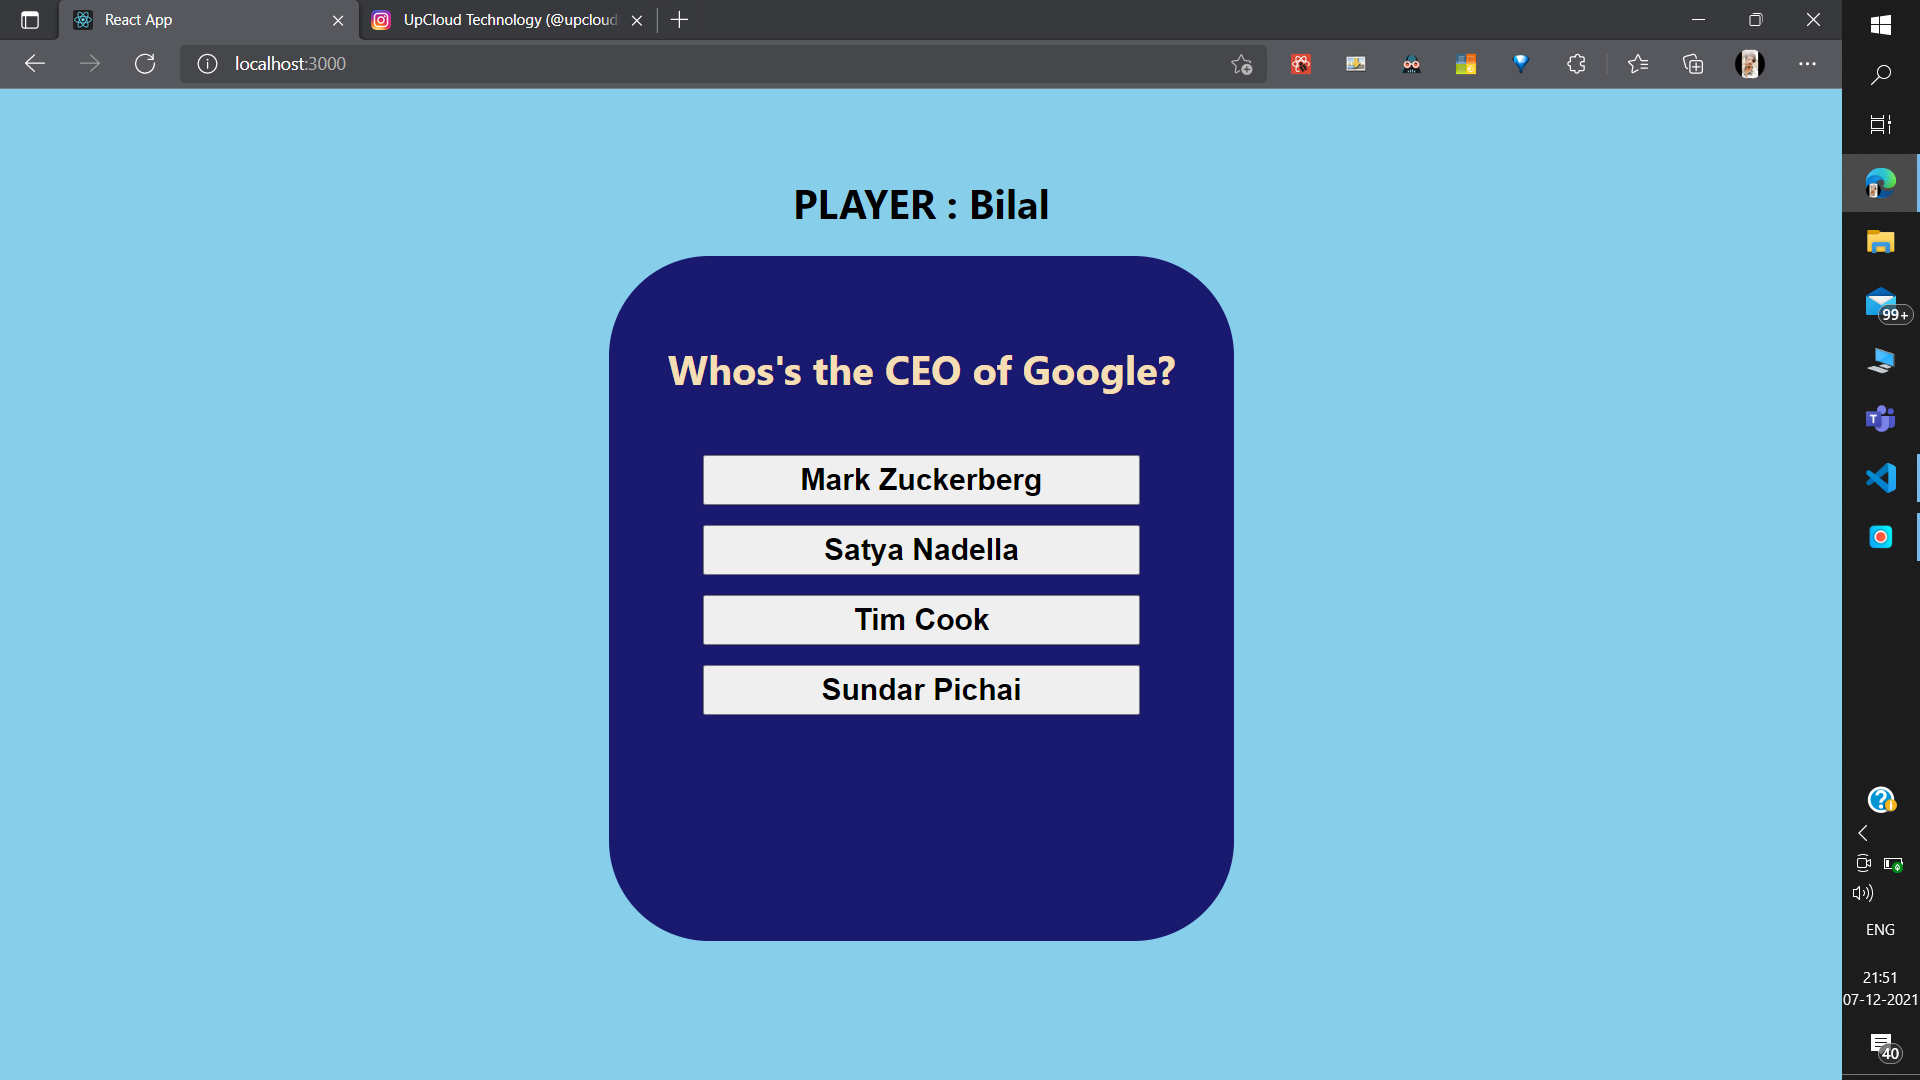 React App
UpCloud Technology (@upcloud
localhost:3000
PLAYER : Bilal
Whos's the CEO of Google?
Mark Zuckerberg
Satya Nadella
Tim Cook
Sundar Pichai
99+
ENG
21:51
07-12-2021
40